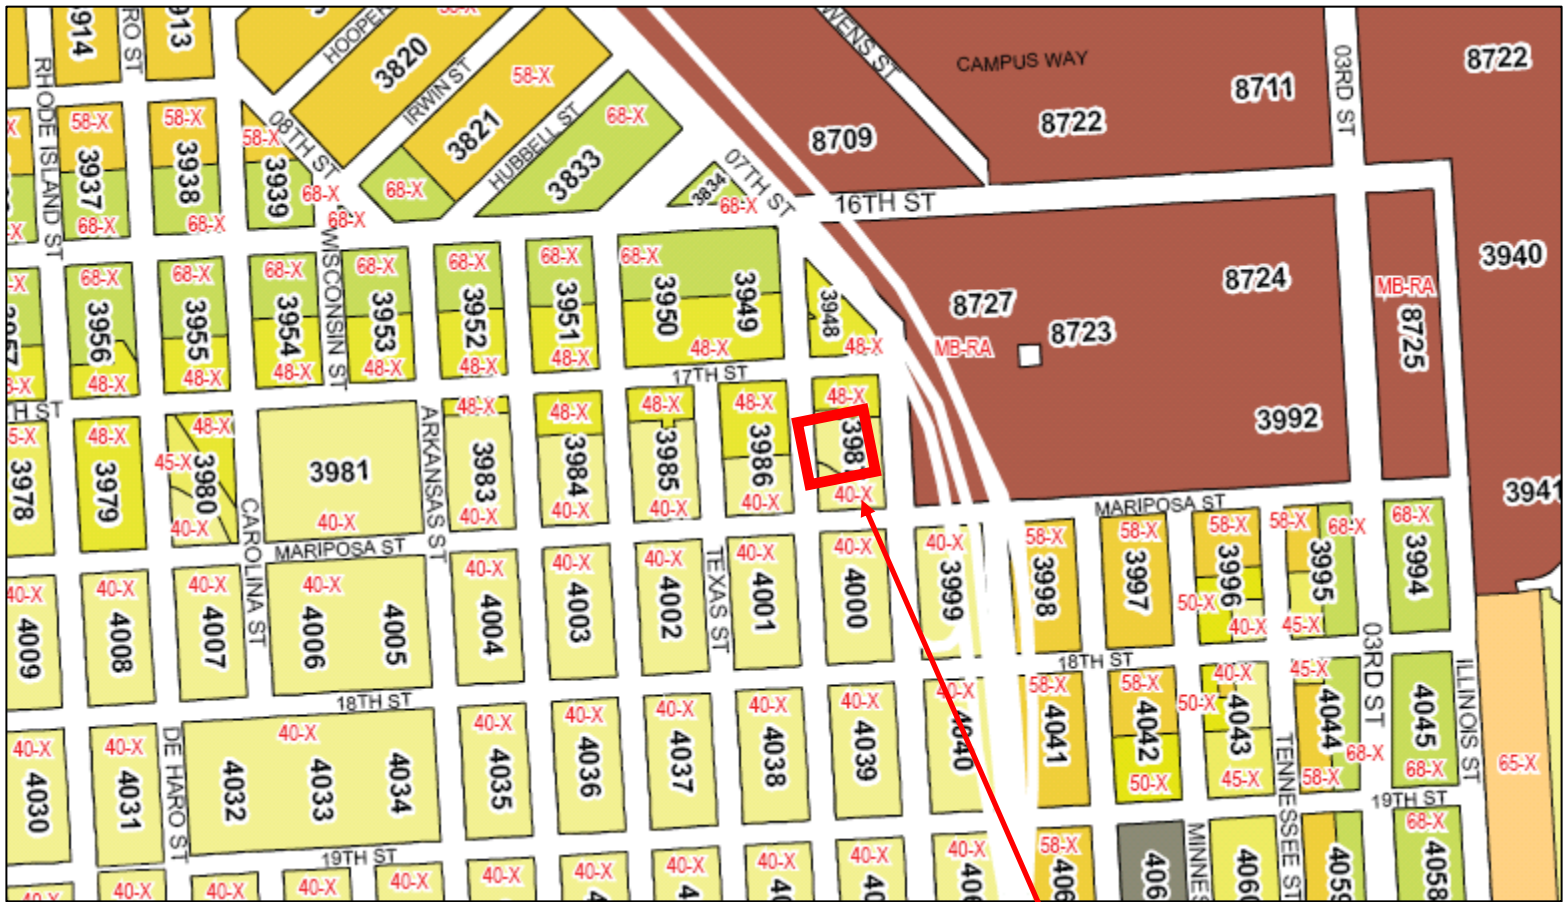 3914
RO ST
3913
HOOPER
3820
IRWIN ST
58-X
3821
HUBBELL ST
68-X
3833
WENS ST
CAMPUS WAY
8722
8711
03RD ST
8722
8709
RHODE ISLAND ST
58-X
3937
68-X
58-X
3938
68-X
58-X
3939
68-X
08TH ST
68-X
68-X
3834
68-X
07TH ST
16TH ST
3940
WISCONSIN ST
68-X
3956
48-X
68-X
3955
48-X
68-X
3954
48-X
68-X
3953
48-X
68-X
3952
48-X
68-X
3951
48-X
68-X
3950
3949
48-X
3948
48-X
MB-RA
8727
8723
8724
MB-RA
8725
3992
3941
17TH ST
3978
48-X
3979
48-X
45-X
3980
40-X
CAROLINA ST
3981
40-X
ARKANSAS ST
48-X
3983
40-X
48-X
3984
40-X
48-X
3985
40-X
48-X
3986
40-X
48-X
398
40-X
MARIPOSA ST
MARIPOSA ST
40-X
4009
40-X
4008
40-X
4007
40-X
4006
4005
40-X
4004
40-X
4003
40-X
4002
TEXAS ST
40-X
4001
40-X
4000
40-X
3999
58-X
3998
58-X
3997
58-X
3996
50-X
40-X
58-X
68-X
3995
45-X
68-X
3994
03RD ST
18TH ST
18TH ST
40-X
4030
40-X
4031
DE HARO ST
40-X
4032
4033
4034
40-X
4035
40-X
4036
40-X
4037
40-X
4038
40-X
4039
40-X
4040
58-X
4041
58-X
4042
50-X
50-X
40-X
4043
45-X
TENNESSEE ST
45-X
4044
58-X
68-X
4045
68-X
ILLINOIS ST
65-X
19TH ST
19TH ST
40-X
40-X
40-X
40-X
40-X
40-X
40-X
40-X
40-X
40-X
58-X
406
406
MINNES
4060
4059
68-X
4058